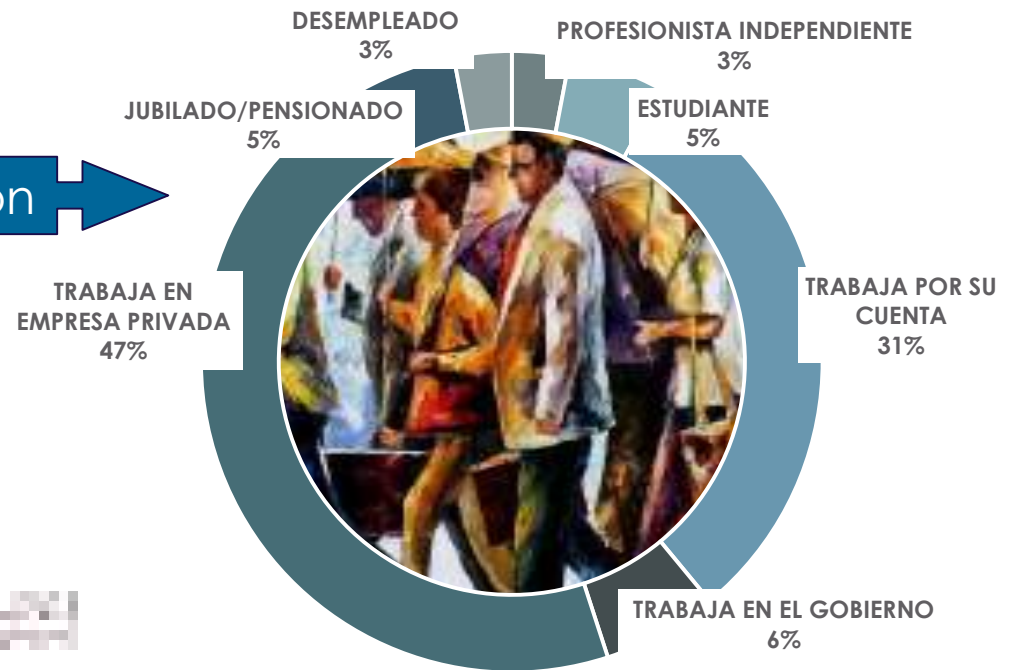 DESEMPLEADO
3%
PROFESIONISTA INDEPENDIENTE
3%
JUBILADO/PENSIONADO
5%
ESTUDIANTE
5%
TRABAJA EN
EMPRESA PRIVADA
47%
TRABAJA POR SU
CUENTA
31%
TRABAJA EN EL GOBIERNO
6%